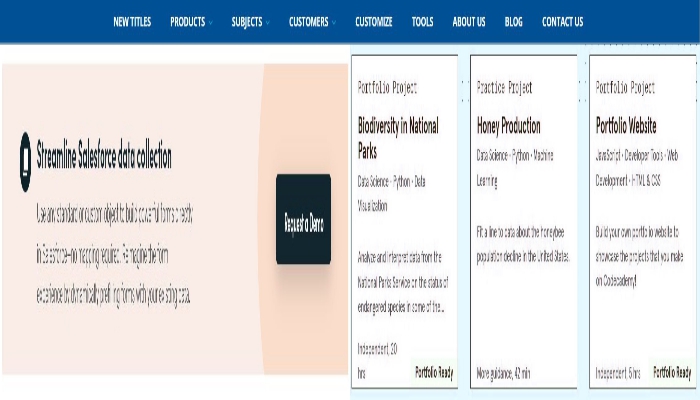 NEW TITLES PRODUCTS SUBJECTS CUSTOMERS CUSTOMIZE TOOLS ABOUT US BLOG CONTACT US
Streamline Salesforce data collection
Use any standard or custom object to build powerful forms directly
in Salesforce—no mapping required. Reimagine the form
experience by dynamically prefilling forms with your existing data.
Request a Demo
Portfolio Project
Biodiversity in National
Parks
Data Science • Python • Data
Visualization
Analyze and interpret data from the
National Parks Service on the status of
endangered species in some of the...
Independent, 20
hrs
Portfolio Ready
Practice Project
Honey Production
Data Science • Python • Machine
Learning
Fit a line to data about the honeybee
population decline in the United States.
More guidance, 42 min
Portfolio Project
Portfolio Website
JavaScript • Developer Tools • Web
Development • HTML & CSS
Build your own portfolio website to
showcase the projects that you make
on Codecademy!
Independent, 5 hrs
Portfolio Ready